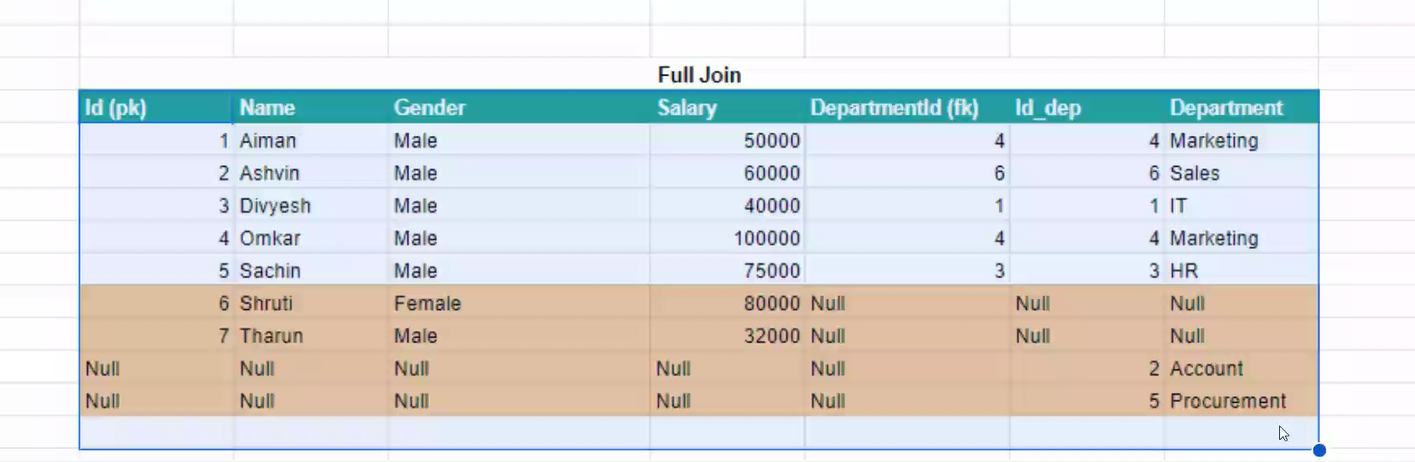 Full Join
Id (pk) Name Gender Salary DepartmentId (fk) Id_dep Department
1 Aiman Male 50000 4 4 Marketing
2 Ashvin Male 60000 6 6 Sales
3 Divyesh Male 40000 1 1 IT
4 Omkar Male 100000 4 4 Marketing
5 Sachin Male 75000 3 3 HR
6 Shruti Female 80000 Null Null Null
7 Tharun Male 32000 Null Null Null
Null Null Null Null Null 2 Account
Null Null Null Null Null 5 Procurement